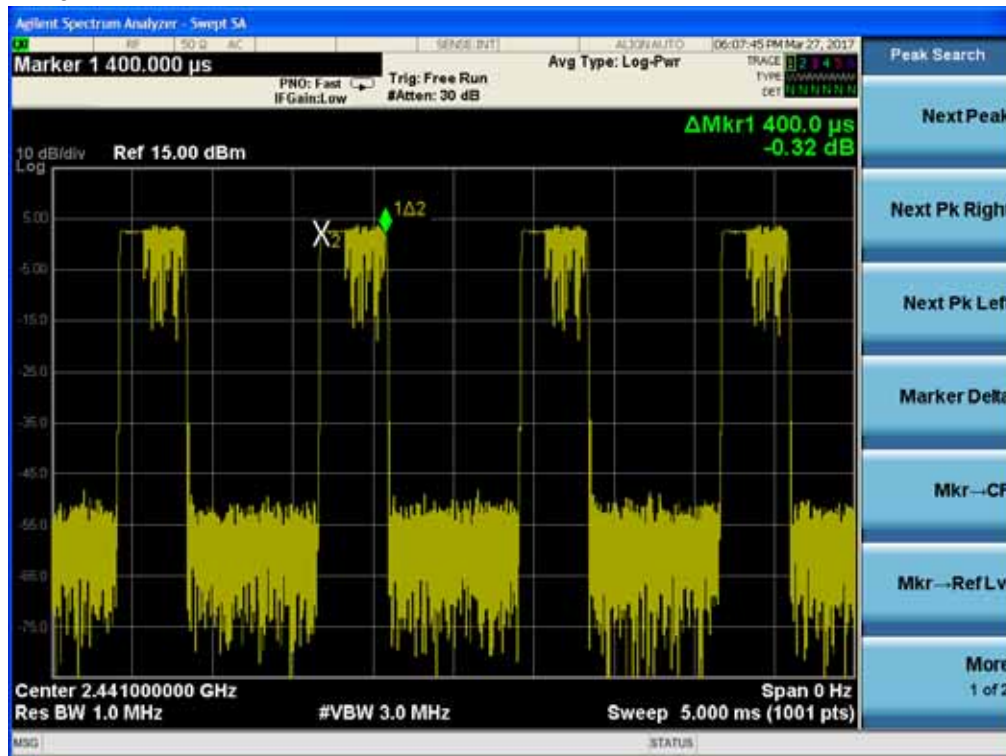 Agilent Spectrum Analyzer - Swept SA
RF 50 Ω AC SENSE:INT ALIGN AUTO 06:07:45 PM Mar 27, 2017
Marker 1 400.000 µs
PNO: Fast
IFGain:Low
Trig: Free Run
#Atten: 30 dB
Avg Type: Log-Pwr
TRACE 1 2 3 4 5 6
TYPE
DET N N N N N N
ΔMkr1 400.0 µs
-0.32 dB
10 dB/div Ref 15.00 dBm
Log
5.00
-5.00
-15.0
-25.0
-35.0
-45.0
-55.0
-65.0
-75.0
X2
1Δ2
Center 2.441000000 GHz
Res BW 1.0 MHz
#VBW 3.0 MHz
Span 0 Hz
Sweep 5.000 ms (1001 pts)
MSG
STATUS
Peak Search
Next Peak
Next Pk Right
Next Pk Left
Marker Delta
Mkr→CF
Mkr→Ref Lv
More
1 of 2